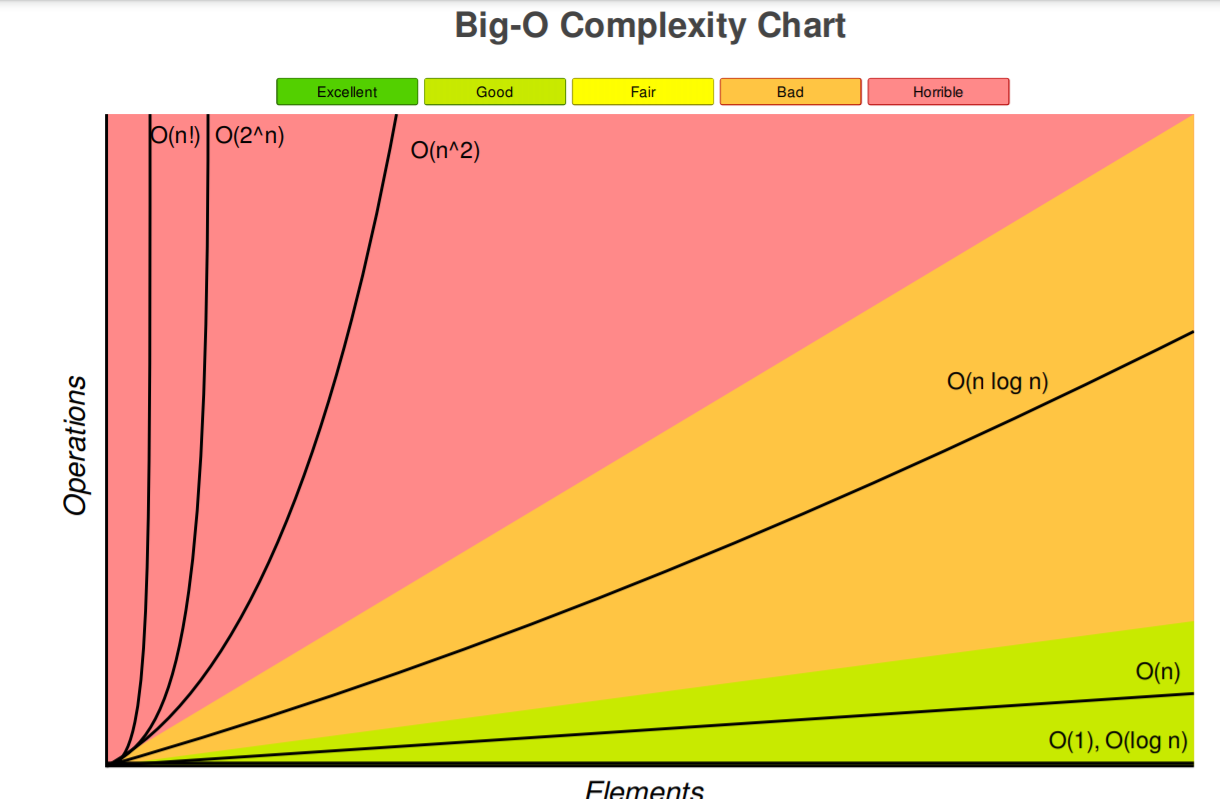 Big-O Complexity Chart
Excellent
Good
Fair
Bad
Horrible
O(n!)
O(2^n)
O(n^2)
O(n log n)
O(n)
O(1), O(log n)
Operations
Elements